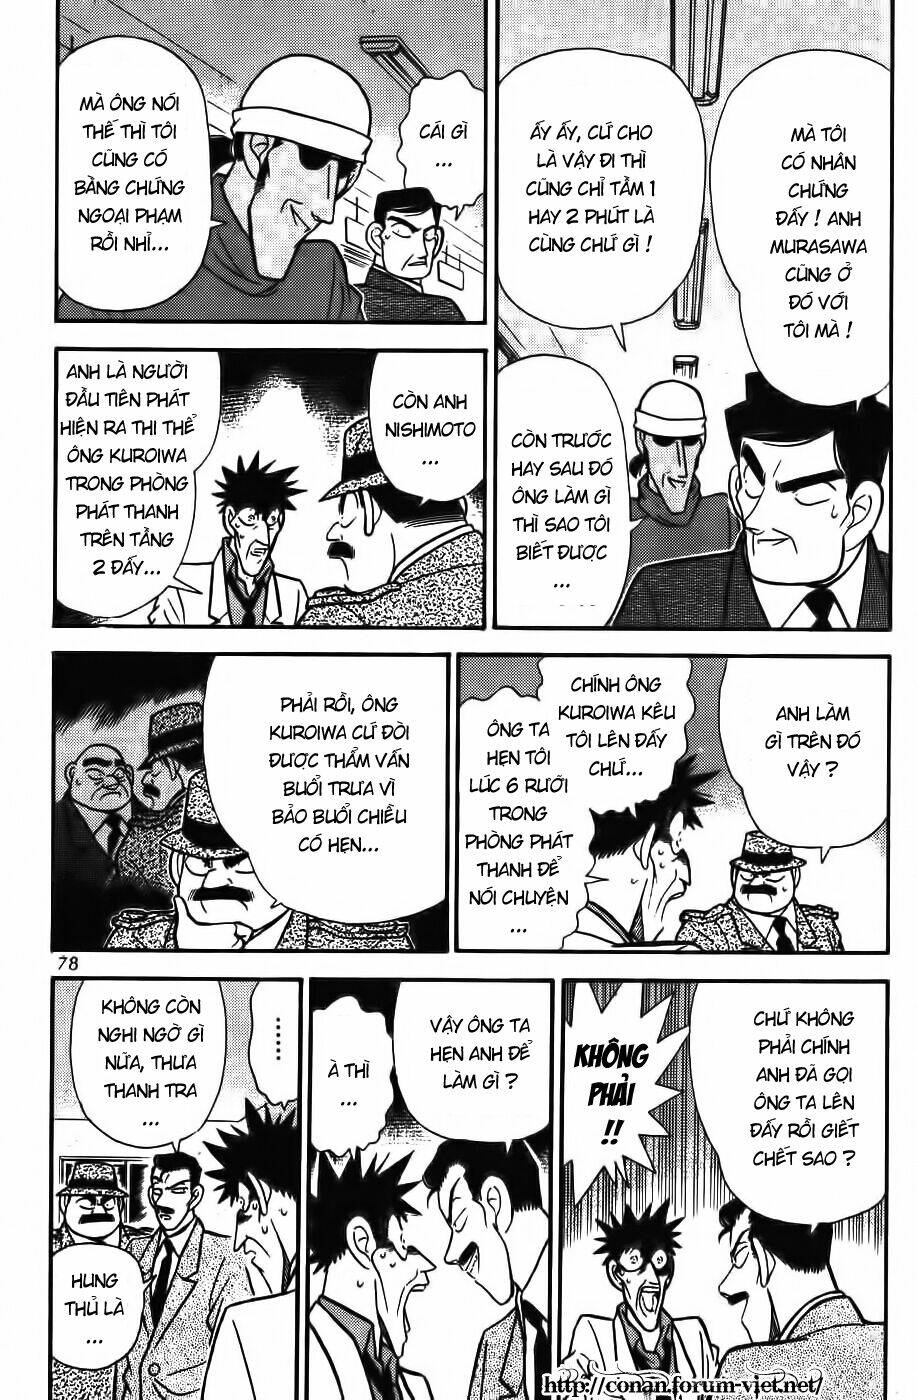 MÀ TÔI
CÓ NHÂN
CHỨNG
ĐẤY ! ANH
MURASAWA
CŨNG Ở
ĐÓ VỚI
TÔI MÀ !
ẤY ẤY, CỨ CHO
LÀ VẬY ĐI THÌ
CŨNG CHỈ TẦM 1
HAY 2 PHÚT LÀ
CÙNG CHỨ GÌ !
CÒN TRƯỚC
HAY SAU ĐÓ
ÔNG LÀM GÌ
THÌ SAO TÔI
BIẾT ĐƯỢC
...
CÁI GÌ
...
MÀ ÔNG NÓI
THẾ THÌ TÔI
CŨNG CÓ
BẰNG CHỨNG
NGOẠI PHẠM
RỒI NHỈ...
CÒN ANH
NISHIMOTO
...
ANH LÀ NGƯỜI
ĐẦU TIÊN PHÁT
HIỆN RA THI THỂ
ÔNG KUROIWA
TRONG PHÒNG
PHÁT THANH
TRÊN TẦNG
2 ĐẤY...
ANH LÀM
GÌ TRÊN ĐÓ
VẬY ?
CHÍNH ÔNG
KUROIWA KÊU
TÔI LÊN ĐẤY
CHỨ...
ÔNG TA
HẸN TÔI
LÚC 6 RƯỠI
TRONG
PHÒNG PHÁT
THANH ĐỂ
NÓI CHUYỆN
...
PHẢI RỒI, ÔNG
KUROIWA CỨ ĐÒI
ĐƯỢC THẨM VẤN
BUỔI TRƯA VÌ
BẢO BUỔI CHIỀU
CÓ HẸN...
78
CHỨ KHÔNG
PHẢI CHÍNH
ANH ĐÃ GỌI
ÔNG TA LÊN
ĐẤY RỒI GIẾT
CHẾT SAO ?
KHÔNG
PHẢI
!!
VẬY ÔNG TA
HẸN ANH ĐỂ
LÀM GÌ ?
À THÌ
...
......
KHÔNG CÒN
NGHI NGỜ GÌ
NỮA, THƯA
THANH TRA
...
HUNG
THỦ LÀ
...
http://conan.forum-viet.net/